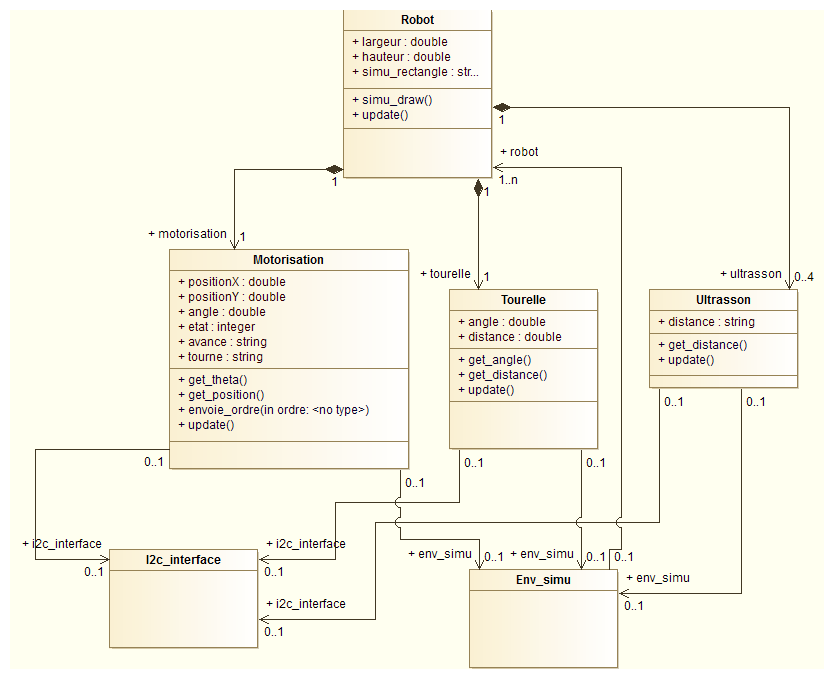 Robot
+ largeur : double
+ hauteur : double
+ simu_rectangle : str...
+ simu_draw()
+ update()
1
+ robot
1..n
1
1
+ motorisation
1
+ tourelle
1
+ ultrasson
0..4
Motorisation
+ positionX : double
+ positionY : double
+ angle : double
+ etat : integer
+ avance : string
+ tourne : string
+ get_theta()
+ get_position()
+ envoie_ordre(in ordre: <no type>)
+ update()
Tourelle
+ angle : double
+ distance : double
+ get_angle()
+ get_distance()
+ update()
Ultrasson
+ distance : string
+ get_distance()
+ update()
0..1
0..1
0..1
0..1
0..1
0..1
+ i2c_interface
0..1
+ i2c_interface
0..1
+ i2c_interface
0..1
+ env_simu
0..1
+ env_simu
0..1
0..1
+ env_simu
0..1
I2c_interface
Env_simu